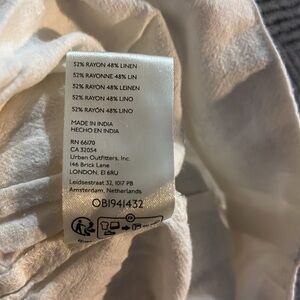 52% RAYON 48% LINEN
52% RAYONNE 48% LIN
52% RAYON 48% LEINEN
52% RAYON 48% LINO
52% RAYON 48% LINO
MADE IN INDIA
HECHO EN INDIA
RN 66170
CA 32054
Urban Outfitters, Inc.
146 Brick Lane
LONDON, E1 6RU
Leidsestraat 32, 1017 PB
Amsterdam, Netherlands
OB1941432
FR